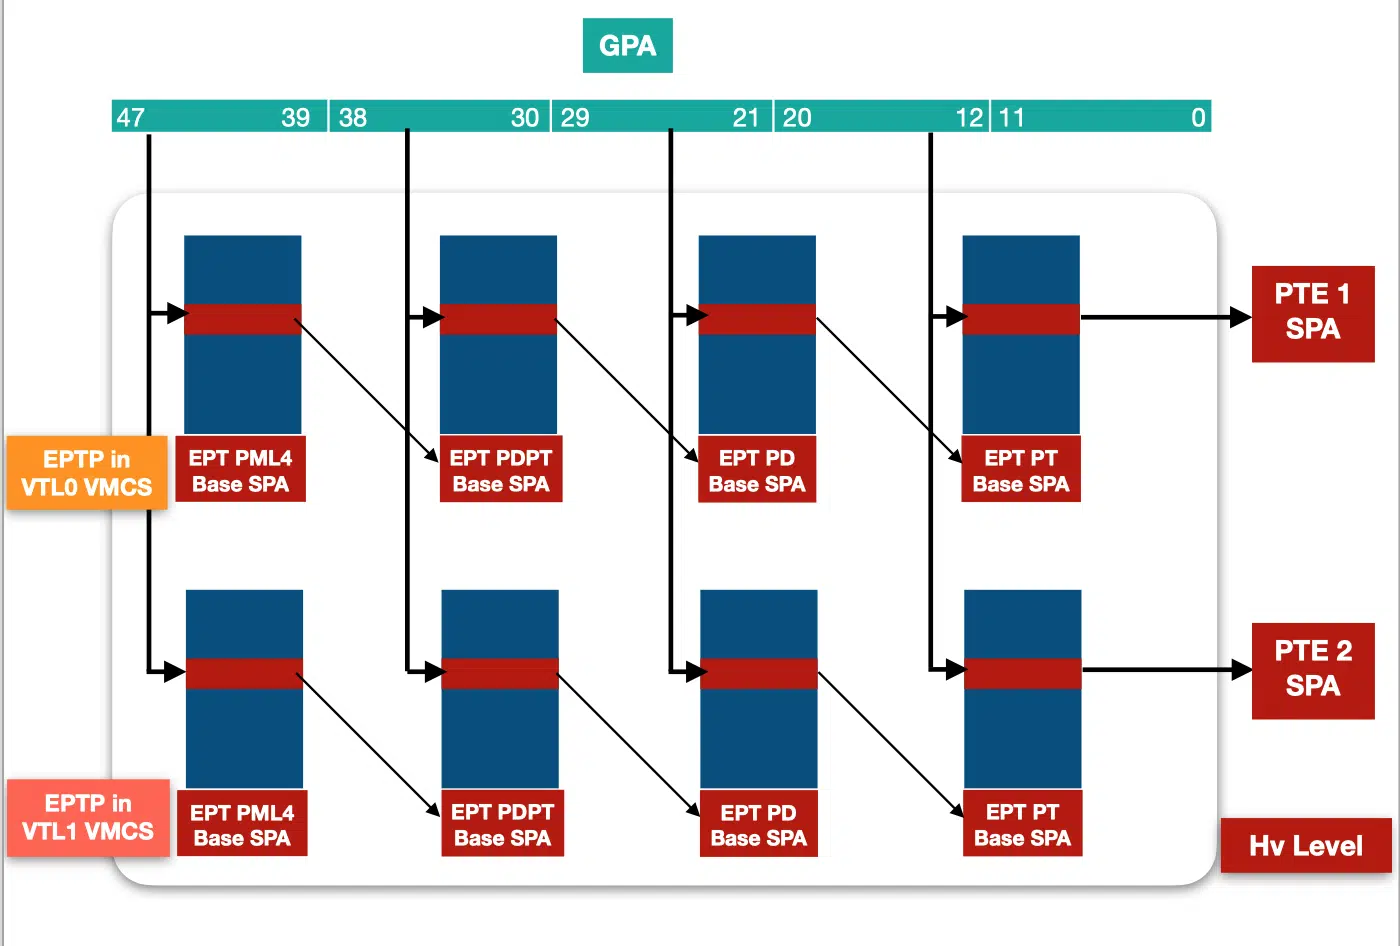 GPA
47 39 38 30 29 21 20 12 11 0
PTE 1
SPA
EPTP in
VTL0 VMCS
EPT PML4
Base SPA
EPT PDPT
Base SPA
EPT PD
Base SPA
EPT PT
Base SPA
PTE 2
SPA
EPTP in
VTL1 VMCS
EPT PML4
Base SPA
EPT PDPT
Base SPA
EPT PD
Base SPA
EPT PT
Base SPA
Hv Level